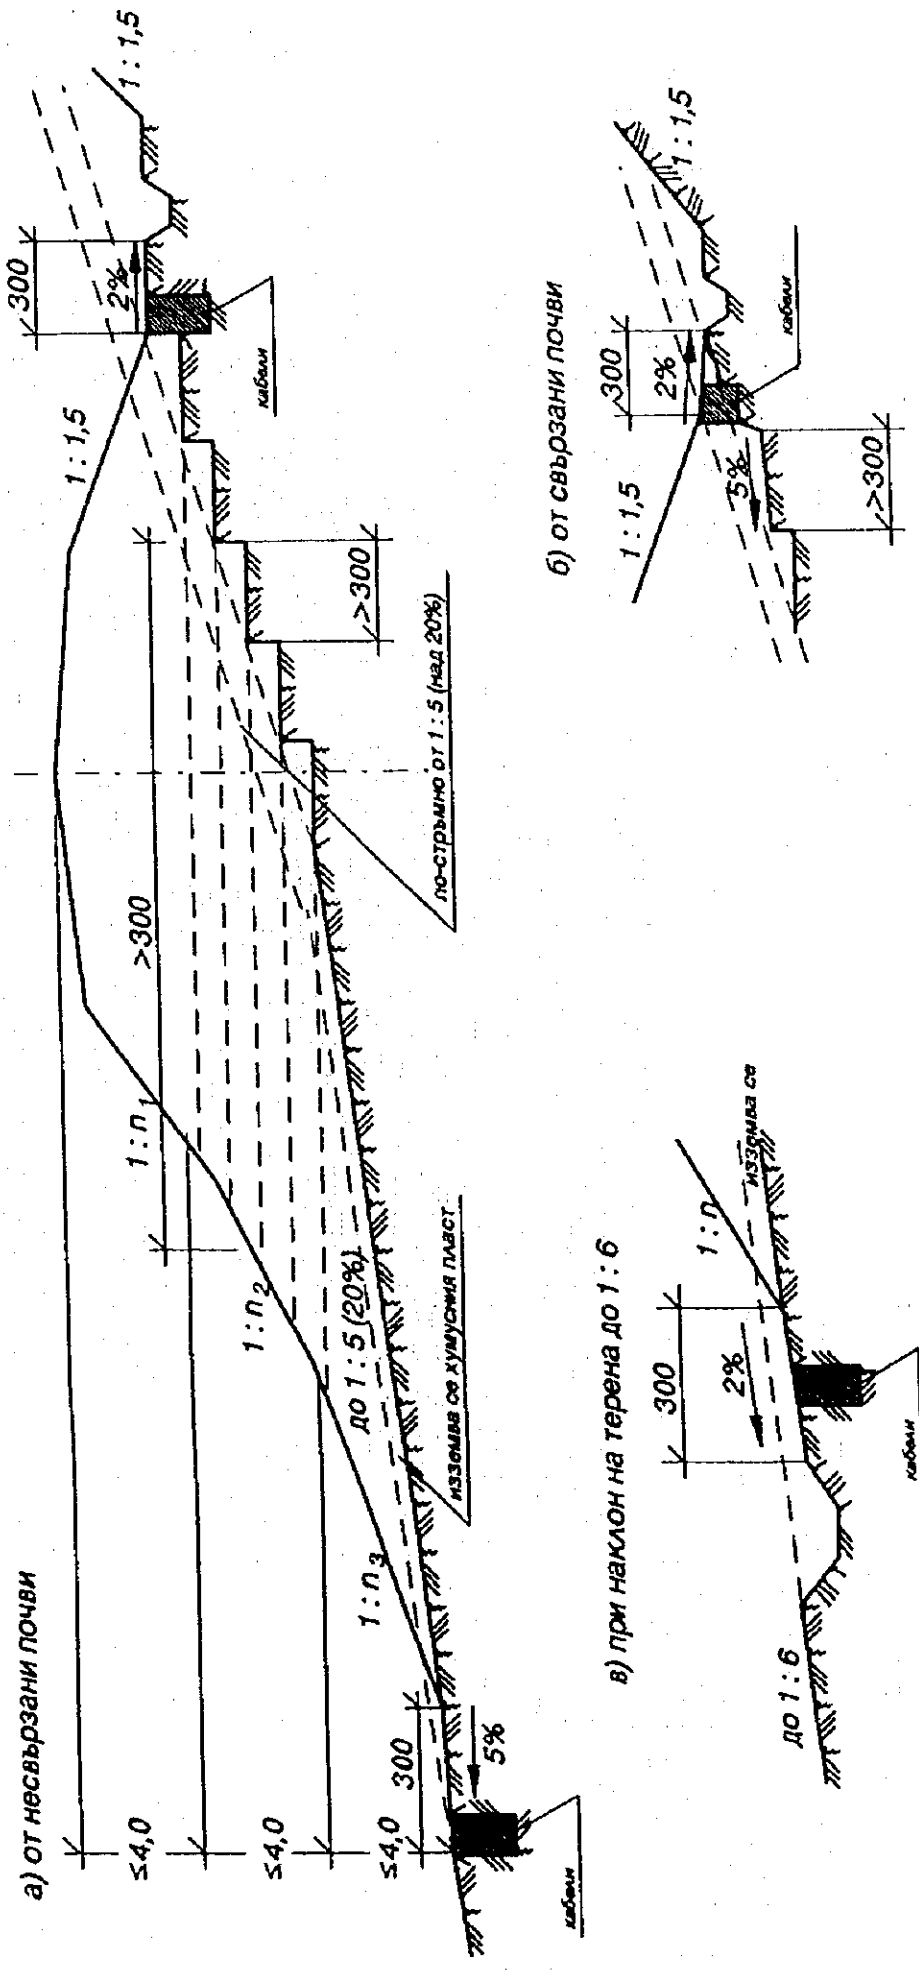 а) от несвързани почви
≤4,0
≤4,0
≤4,0
1:n1
1:n2
1:n3
>300
1:1,5
300
2%
1:1,5
кабели
>300
по-стръмно от 1:5 (над 20%)
до 1:5 (20%)
изземва се хумусния пласт
300
5%
кабели
б) от свързани почви
1:1,5
300
2%
5%
1:1,5
кабели
>300
в) при наклон на терена до 1:6
до 1:6
300
2%
1:n
изземва се
кабели